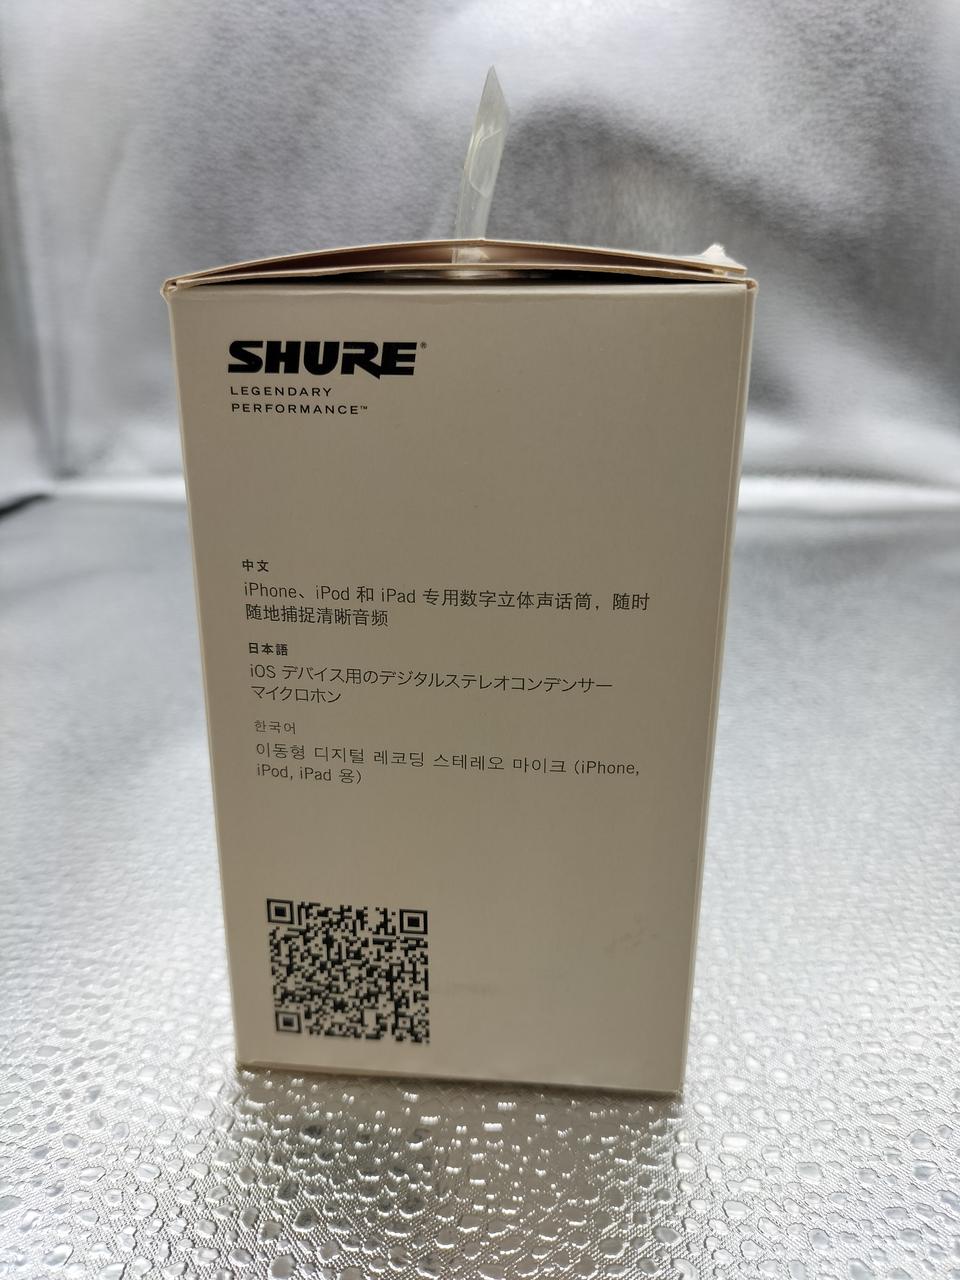 SHURE®
LEGENDARY
PERFORMANCE™
中文
iPhone、iPod 和 iPad 专用数字立体声话筒，随时
随地捕捉清晰音频
日本語
iOS デバイス用のデジタルステレオコンデンサー
マイクロホン
한국어
이동형 디지털 레코딩 스테레오 마이크 (iPhone,
iPod, iPad 용)